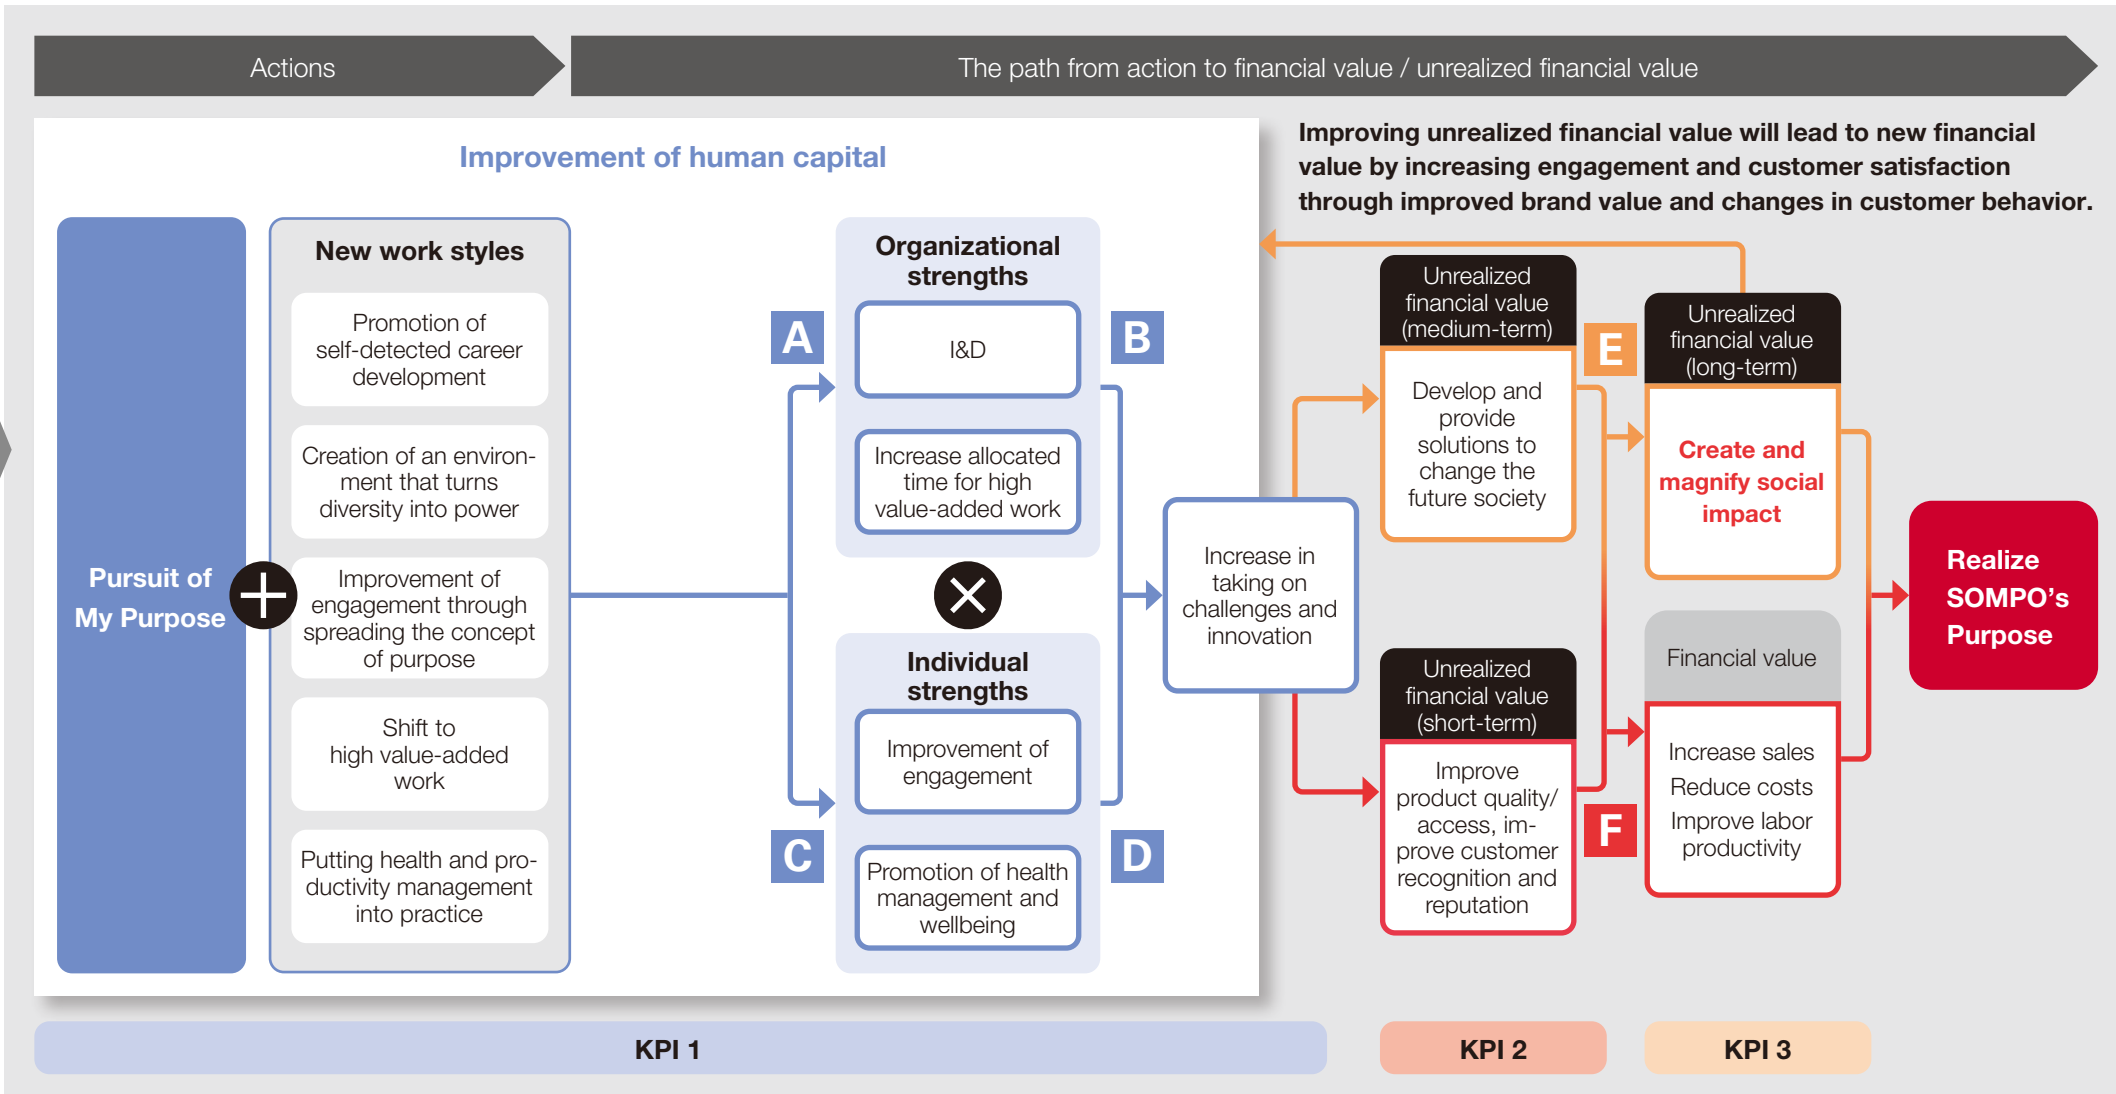 Actions
The path from action to financial value / unrealized financial value
Improvement of human capital
Improving unrealized financial value will lead to new financial
value by increasing engagement and customer satisfaction
through improved brand value and changes in customer behavior.
Pursuit of
My Purpose
+
New work styles
Promotion of
self-detected career
development
Creation of an environ-
ment that turns
diversity into power
Improvement of
engagement through
spreading the concept
of purpose
Shift to
high value-added
work
Putting health and pro-
ductivity management
into practice
A
B
Organizational
strengths
I&D
Increase allocated
time for high
value-added work
×
Individual
strengths
Improvement of
engagement
Promotion of health
management and
wellbeing
C
D
Increase in
taking on
challenges and
innovation
Unrealized
financial value
(medium-term)
Develop and
provide
solutions to
change the
future society
Unrealized
financial value
(short-term)
Improve
product quality/
access, im-
prove customer
recognition and
reputation
E
F
Unrealized
financial value
(long-term)
Create and
magnify social
impact
Financial value
Increase sales
Reduce costs
Improve labor
productivity
Realize
SOMPO's
Purpose
KPI 1
KPI 2
KPI 3